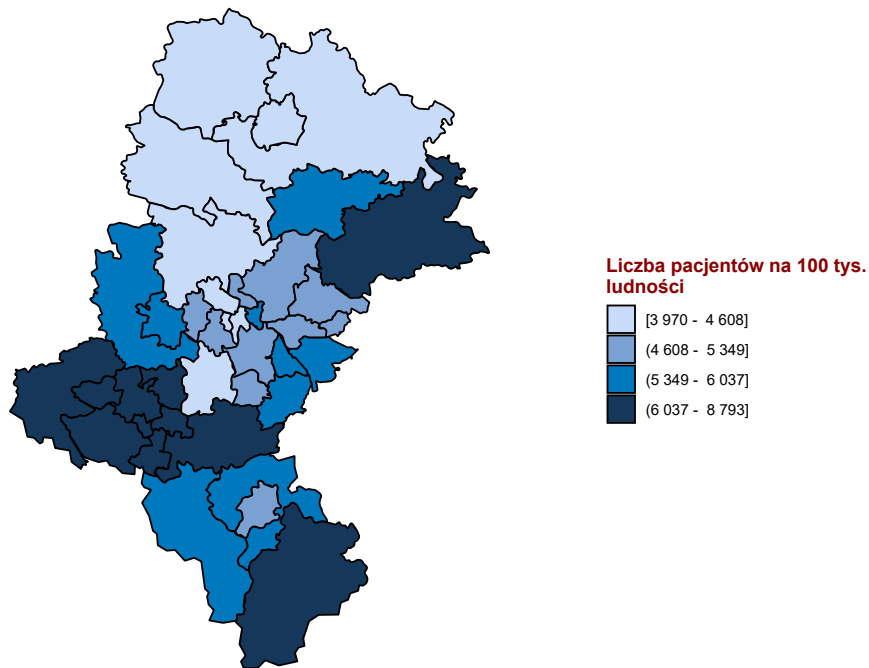 Liczba pacjentów na 100 tys.
ludności
[3 970 - 4 608]
(4 608 - 5 349]
(5 349 - 6 037]
(6 037 - 8 793]